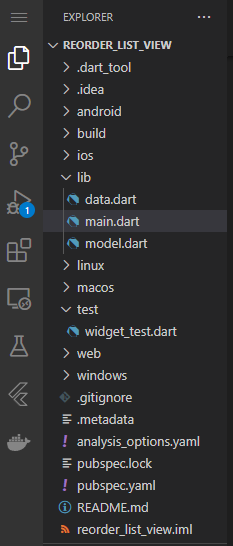 EXPLORER ...
REORDER_LIST_VIEW
.dart_tool
.idea
android
build
ios
lib
data.dart
main.dart
model.dart
linux
macos
test
widget_test.dart
web
windows
.gitignore
.metadata
analysis_options.yaml
pubspec.lock
pubspec.yaml
README.md
reorder_list_view.iml
1